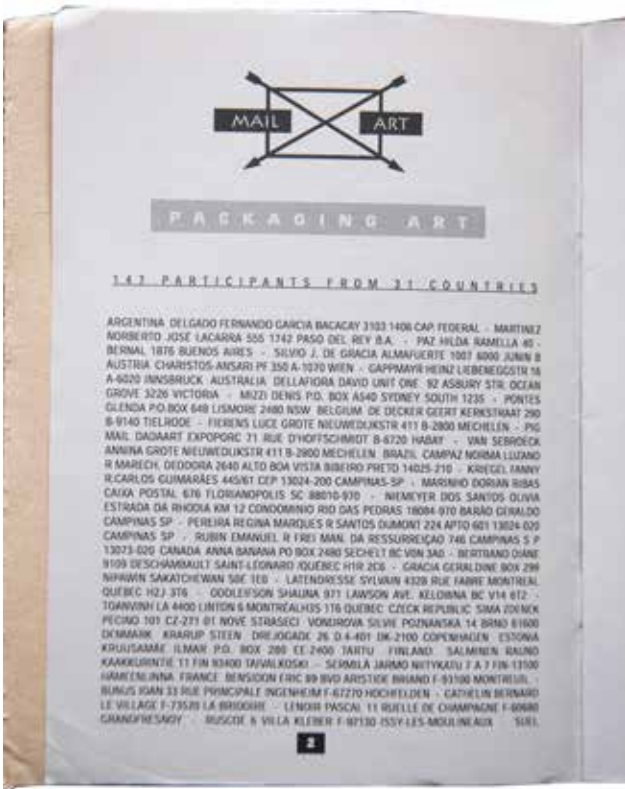 MAIL ART
PACKAGING ART
147 PARTICIPANTS FROM 31 COUNTRIES
ARGENTINA DELGADO FERNANDO GARCIA BACACAY 3103 1406 CAP. FEDERAL - MARTINEZ
NORBERTO JOSÉ LACARRA 555 1742 PASO DEL REY B.A. - PAZ HILDA RAMELLA 40 -
BERNAL 1876 BUENOS AIRES - SILVIO J. DE GRACIA ALMAFUERTE 1007 6000 JUNIN B
AUSTRIA CHARISTOS-ANSARI PF 350 A-1070 WIEN - GAPPMAYR HEINZ LIEBENEGGSTR 16
A-6020 INNSBRUCK AUSTRALIA DELLAFIORA DAVID UNIT ONE 92 ASBURY STR. OCEAN
GROVE 3226 VICTORIA - MIZZI DENIS P.O. BOX A540 SYDNEY SOUTH 1235 - PONTES
GLENDA P.O.BOX 648 LISMORE 2480 NSW BELGIUM DE DECKER GEERT KERKSTRAAT 290
B-9140 TIELRODE - FIERENS LUCE GROTE NIEUWEDIJKSTR 411 B-2800 MECHELEN - PIG
MAIL DADAART EXPOPORC 71 RUE D'HOFFSCHMIDT B-6720 HABAY - VAN SEBROECK
ANNINA GROTE NIEUWEDIJKSTR 411 B-2800 MECHELEN BRAZIL CAMPAZ NORMA LUZIANO
R MARECH. DEODORA 2640 ALTO BOA VISTA RIBEIRO PRETO 14025-210 - KRIEGEL FANNY
R.CARLOS GUIMARÃES 445/61 CEP 13024-200 CAMPINAS-SP - MARINHO DORIAN RIBAS
CAIXA POSTAL 676 FLORIANOPOLIS SC 88010-970 - NIEMEYER DOS SANTOS OLIVIA
ESTRADA DA RHODIA KM 12 CONDOMINIO RIO DAS PEDRAS 18084-970 BARÃO GERALDO
CAMPINAS SP - PEREIRA REGINA MARQUES R SANTOS DUMONT 224 APTO 601 13024-020
CAMPINAS SP - RUBIN EMANUEL R FREI MAN. DA RESSURREIÇAO 746 CAMPINAS S P
13073-020 CANADA ANNA BANANA PO BOX 2480 SECHELT BC V0N 3A0 - BERTRAND DIANE
9109 DESCHAMBAULT SAINT-LÉONARD /QUÉBEC H1R 2C6 - GRACIA GERALDINE BOX 299
NIPAWIN SAKATCHEWAN S0E 1E0 - LATENDRESSE SYLVAIN 4328 RUE FABRE MONTREAL
QUÉBEC H2J 3T6 - ODDLEIFSON SHAUNA 971 LAWSON AVE. KELOWNA BC V14 6T2 -
TOANVINH LA 4400 LINTON 6 MONTRÉALH3S 1T6 QUÉBEC CZECK REPUBLIC SIMA ZDENEK
PECINO 101 CZ-271 01 NOVE STRASECI VONDROVA SILVIE POZNANSKA 14 BRNO 61600
DENMARK KRARUP STEEN DREJOGADE 26 D.4-401 DK-2100 COPENHAGEN ESTONIA
KRUUSAMÄE ILMAR P.O. BOX 280 EE-2400 TARTU FINLAND SALMINEN RAUNO
KAAKKURINTIE 11 FIN 93400 TAIVALKOSKI - SERMILÄ JARMO NIITYKATU 7 A 7 FIN-13100
HÄMEENLINNA FRANCE BENSIDON ERIC 89 BVD ARISTIDE BRIAND F-93100 MONTREUIL -
BUNUS IOAN 33 RUE PRINCIPALE INGENHEIM F-67270 HOCHFELDEN - CATHELIN BERNARD
LE VILLAGE F-73520 LA BRIDOIRE - LENOIR PASCAL 11 RUELLE DE CHAMPAGNE F-60680
GRANDFRESNOY - RUSCOE 6 VILLA KLEBER F-92130 ISSY-LES-MOULINEAUX SUEL
2